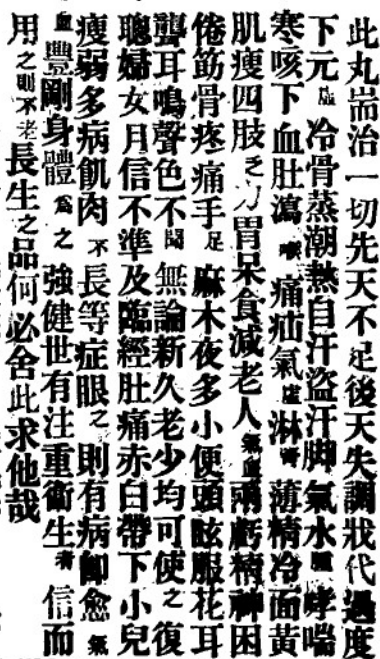 此丸耑治一切先天不足後天失調戕代過度
下元虛冷骨蒸潮熱自汗盜汗脚氣水腫哮喘
寒咳下血肚瀉喉痛疝氣虛淋膏薄精冷面黃
肌瘦四肢乏力胃呆食减老人氣血兩虧精神困
倦筋骨疼痛手足麻木夜多小便頭眩眼花耳
聾耳鳴聲色不聞無論新久老少均可使之復
聰婦女月信不準及臨經肚痛赤白帶下小兒
瘦弱多病飢肉不長等症眼之則有病卽愈氣
血豐剛身體爲之強健世有注重衛生者信而
用之則不老長生之品何必舍此求他哉